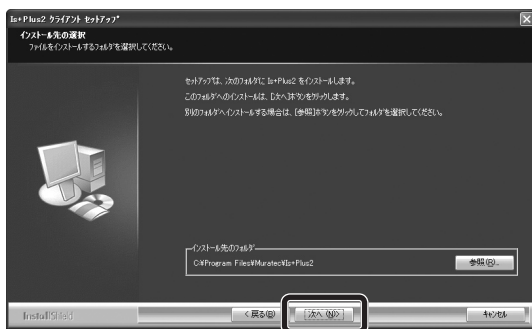 Is+Plus2 クライアント セットアップ
インストール先の選択
ファイルをインストールするフォルダを選択してください。
セットアップは、次のフォルダに Is+Plus2 をインストールします。
このフォルダへのインストールは、[次へ]ボタンをクリックします。
別のフォルダへインストールする場合は、[参照]ボタンをクリックしてフォルダを選択してください。
インストール先のフォルダ
C:¥Program Files¥Muratec¥Is+Plus2
参照(R)...
InstallShield
< 戻る(B)
次へ (N)>
キャンセル